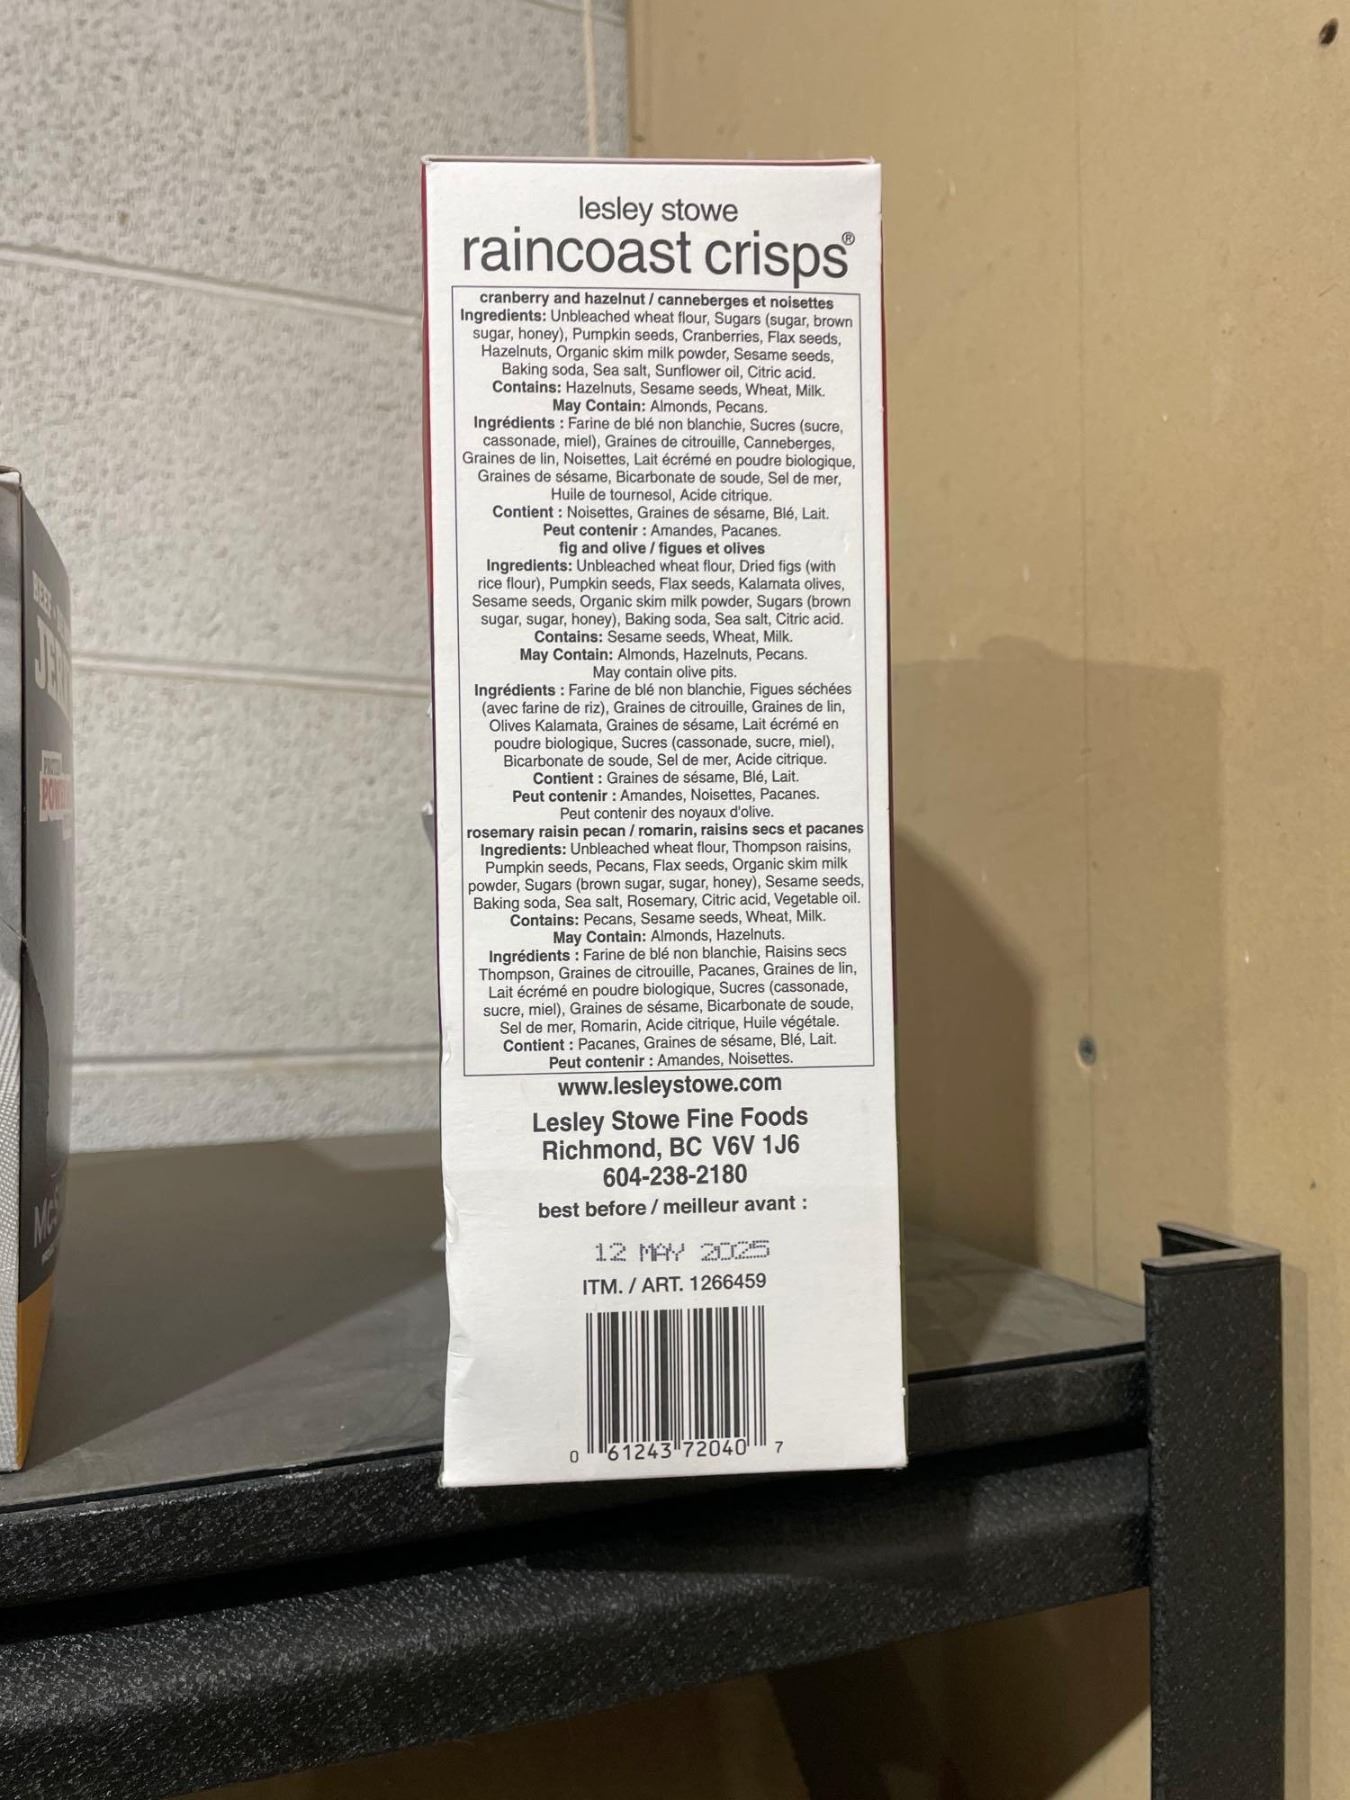 lesley stowe
raincoast crisps®
cranberry and hazelnut / canneberges et noisettes
Ingredients: Unbleached wheat flour, Sugars (sugar, brown
sugar, honey), Pumpkin seeds, Cranberries, Flax seeds,
Hazelnuts, Organic skim milk powder, Sesame seeds,
Baking soda, Sea salt, Sunflower oil, Citric acid.
Contains: Hazelnuts, Sesame seeds, Wheat, Milk.
May Contain: Almonds, Pecans.
Ingrédients : Farine de blé non blanchie, Sucres (sucre,
cassonade, miel), Graines de citrouille, Canneberges,
Graines de lin, Noisettes, Lait écrémé en poudre biologique,
Graines de sésame, Bicarbonate de soude, Sel de mer,
Huile de tournesol, Acide citrique.
Contient : Noisettes, Graines de sésame, Blé, Lait.
Peut contenir : Amandes, Pacanes.
fig and olive / figues et olives
Ingredients: Unbleached wheat flour, Dried figs (with
rice flour), Pumpkin seeds, Flax seeds, Kalamata olives,
Sesame seeds, Organic skim milk powder, Sugars (brown
sugar, sugar, honey), Baking soda, Sea salt, Citric acid.
Contains: Sesame seeds, Wheat, Milk.
May Contain: Almonds, Hazelnuts, Pecans.
May contain olive pits.
Ingrédients : Farine de blé non blanchie, Figues séchées
(avec farine de riz), Graines de citrouille, Graines de lin,
Olives Kalamata, Graines de sésame, Lait écrémé en
poudre biologique, Sucres (cassonade, sucre, miel),
Bicarbonate de soude, Sel de mer, Acide citrique.
Contient : Graines de sésame, Blé, Lait.
Peut contenir : Amandes, Noisettes, Pacanes.
Peut contenir des noyaux d'olive.
rosemary raisin pecan / romarin, raisins secs et pacanes
Ingredients: Unbleached wheat flour, Thompson raisins,
Pumpkin seeds, Pecans, Flax seeds, Organic skim milk
powder, Sugars (brown sugar, sugar, honey), Sesame seeds,
Baking soda, Sea salt, Rosemary, Citric acid, Vegetable oil.
Contains: Pecans, Sesame seeds, Wheat, Milk.
May Contain: Almonds, Hazelnuts.
Ingrédients : Farine de blé non blanchie, Raisins secs
Thompson, Graines de citrouille, Pacanes, Graines de lin,
Lait écrémé en poudre biologique, Sucres (cassonade,
sucre, miel), Graines de sésame, Bicarbonate de soude,
Sel de mer, Romarin, Acide citrique, Huile végétale.
Contient : Pacanes, Graines de sésame, Blé, Lait.
Peut contenir : Amandes, Noisettes.
www.lesleystowe.com
Lesley Stowe Fine Foods
Richmond, BC V6V 1J6
604-238-2180
best before / meilleur avant :
12 MAY 2025
ITM. / ART. 1266459
0 61243 72040 7
BEEF